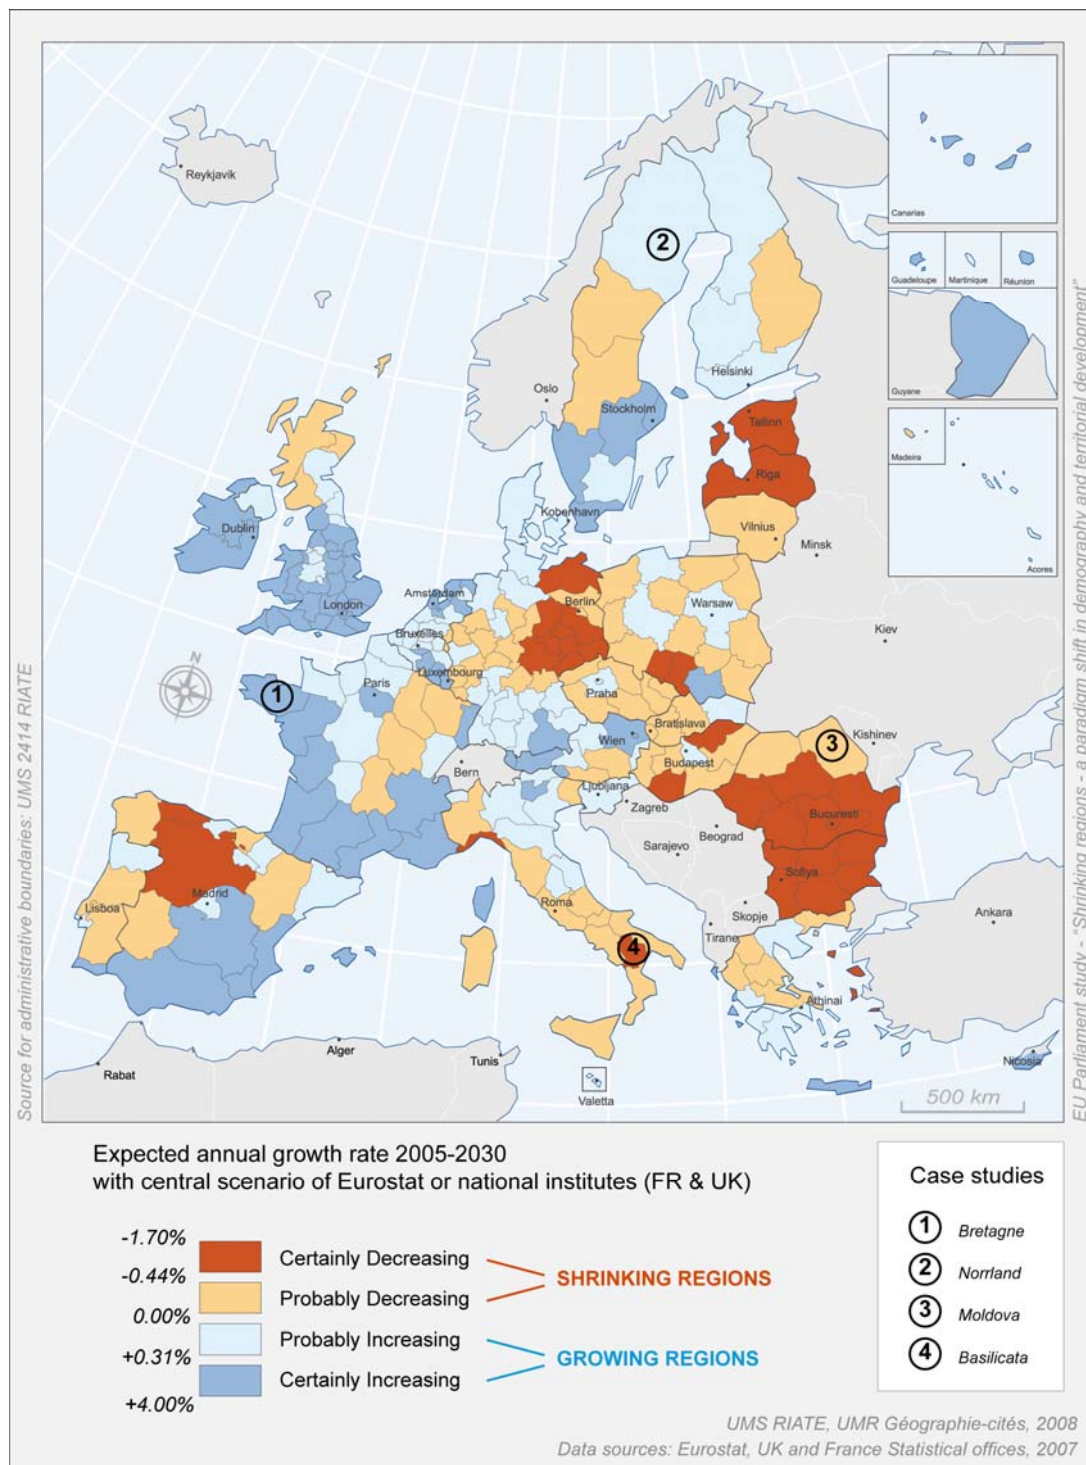 Reykjavik
Oslo
Stockholm
Helsinki
Tallinn
Riga
Vilnius
Minsk
Kobenhavn
Dublin
London
Amsterdam
Bruxelles
Luxembourg
Berlin
Warsaw
Kiev
Paris
Praha
Bratislava
Wien
Budapest
Kishinev
Bern
Ljubljana
Zagreb
Beograd
Bucuresti
Sarajevo
Sofiya
Skopje
Tirane
Ankara
Madrid
Lisboa
Roma
Athinai
Nicosia
Rabat
Alger
Tunis
Valetta
1
2
3
4
N
500 km
Canarias
Guadeloupe
Martinique
Réunion
Guyane
Madeira
Acores
Source for administrative boundaries: UMS 2414 RIATE
EU Parliament study - "Shrinking regions - a paradigm shift in demography and territorial development"
Expected annual growth rate 2005-2030
with central scenario of Eurostat or national institutes (FR & UK)
-1.70%
Certainly Decreasing
-0.44%
Probably Decreasing
0.00%
Probably Increasing
+0.31%
Certainly Increasing
+4.00%
SHRINKING REGIONS
GROWING REGIONS
Case studies
1 Bretagne
2 Norrland
3 Moldova
4 Basilicata
UMS RIATE, UMR Géographie-cités, 2008
Data sources: Eurostat, UK and France Statistical offices, 2007